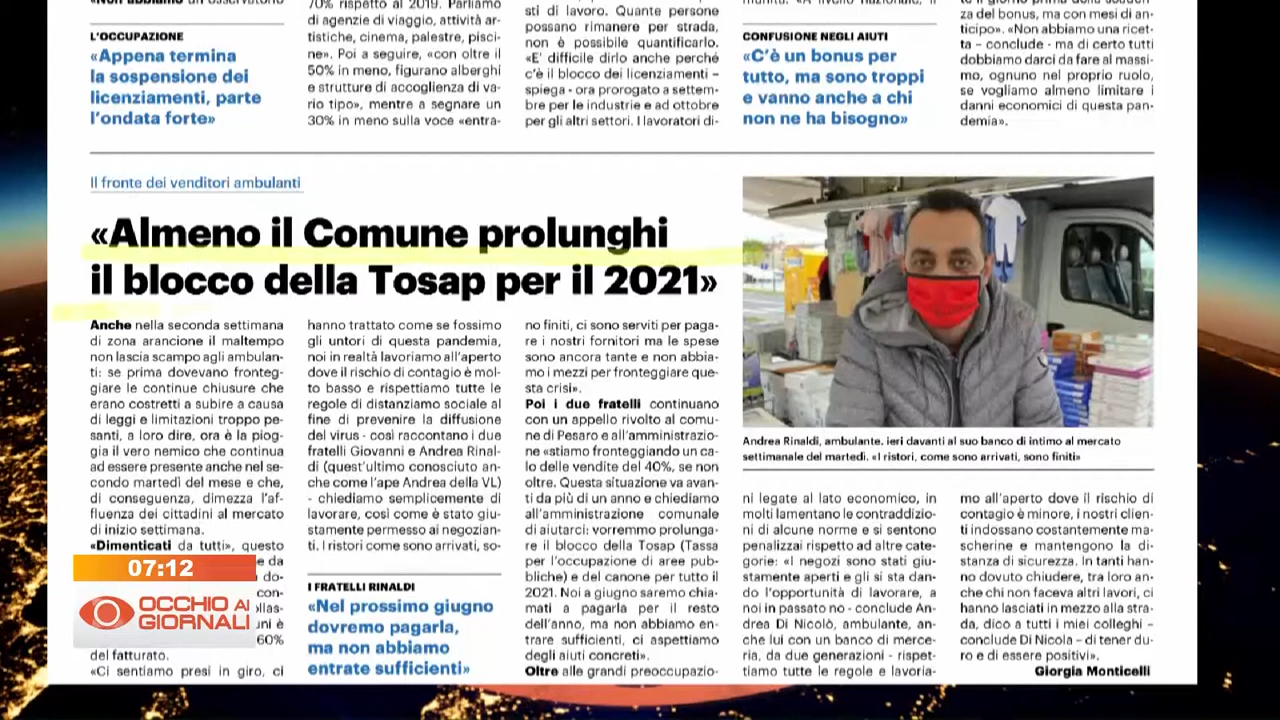 «Non abbiamo un osservatorio
L'OCCUPAZIONE
«Appena termina
la sospensione dei
licenziamenti, parte
l'ondata forte»
70% rispetto al 2019. Parliamo
di agenzie di viaggio, attività ar-
tistiche, cinema, palestre, pisci-
ne». Poi a seguire, «con oltre il
50% in meno, figurano alberghi
e strutture di accoglienza di va-
rio tipo», mentre a segnare un
30% in meno sulla voce «entra-
sti di lavoro. Quante persone
possano rimanere per strada,
non è possibile quantificarlo.
«E' difficile dirlo anche perché
c'è il blocco dei licenziamenti –
spiega - ora prorogato a settem-
bre per le industrie e ad ottobre
per gli altri settori. I lavoratori di-
CONFUSIONE NEGLI AIUTI
«C'è un bonus per
tutto, ma sono troppi
e vanno anche a chi
non ne ha bisogno»
za del bonus, ma con mesi di an-
ticipo». «Non abbiamo una ricet-
ta – conclude - ma di certo tutti
dobbiamo darci da fare al massi-
mo, ognuno nel proprio ruolo,
se vogliamo almeno limitare i
danni economici di questa pan-
demia».
Il fronte dei venditori ambulanti
«Almeno il Comune prolunghi
il blocco della Tosap per il 2021»
Anche nella seconda settimana
di zona arancione il maltempo
non lascia scampo agli ambulan-
ti: se prima dovevano fronteg-
giare le continue chiusure che
erano costretti a subire a causa
di leggi e limitazioni troppo pe-
santi, a loro dire, ora è la piog-
gia il vero nemico che continua
ad essere presente anche nel se-
condo martedì del mese e che,
di conseguenza, dimezza l'af-
fluenza dei cittadini al mercato
di inizio settimana.
«Dimenticati da tutti», questo
e da
do-
con-
llas-
uni è
60%
del fatturato.
«Ci sentiamo presi in giro, ci
hanno trattato come se fossimo
gli untori di questa pandemia,
noi in realtà lavoriamo all'aperto
dove il rischio di contagio è mol-
to basso e rispettiamo tutte le
regole di distanziamo sociale al
fine di prevenire la diffusione
del virus - così raccontano i due
fratelli Giovanni e Andrea Rinal-
di (quest'ultimo conosciuto an-
che come l'ape Andrea della VL)
- chiediamo semplicemente di
lavorare, così come è stato giu-
stamente permesso ai negozian-
ti. I ristori come sono arrivati, so-
I FRATELLI RINALDI
«Nel prossimo giugno
dovremo pagarla,
ma non abbiamo
entrate sufficienti»
no finiti, ci sono serviti per paga-
re i nostri fornitori ma le spese
sono ancora tante e non abbia-
mo i mezzi per fronteggiare que-
sta crisi».
Poi i due fratelli continuano
con un appello rivolto al comu-
ne di Pesaro e all'amministrazio-
ne «stiamo fronteggiando un ca-
lo delle vendite del 40%, se non
oltre. Questa situazione va avan-
ti da più di un anno e chiediamo
all'amministrazione comunale
di aiutarci: vorremmo prolunga-
re il blocco della Tosap (Tassa
per l'occupazione di aree pub-
bliche) e del canone per tutto il
2021. Noi a giugno saremo chia-
mati a pagarla per il resto
dell'anno, ma non abbiamo en-
trare sufficienti, ci aspettiamo
degli aiuti concreti».
Oltre alle grandi preoccupazio-
Andrea Rinaldi, ambulante, ieri davanti al suo banco di intimo al mercato
settimanale del martedì. «I ristori, come sono arrivati, sono finiti»
ni legate al lato economico, in
molti lamentano le contraddizio-
ni di alcune norme e si sentono
penalizzai rispetto ad altre cate-
gorie: «I negozi sono stati giu-
stamente aperti e gli si sta dan-
do l'opportunità di lavorare, a
noi in passato no - conclude An-
drea Di Nicolò, ambulante, an-
che lui con un banco di merce-
ria, da due generazioni - rispet-
tiamo tutte le regole e lavoria-
mo all'aperto dove il rischio di
contagio è minore, i nostri clien-
ti indossano costantemente ma-
scherine e mantengono la di-
stanza di sicurezza. In tanti han-
no dovuto chiudere, tra loro an-
che chi non faceva altri lavori, ci
hanno lasciati in mezzo alla stra-
da, dico a tutti i miei colleghi –
conclude Di Nicola – di tener du-
ro e di essere positivi».
Giorgia Monticelli
07:12
OCCHIO AI
GIORNALI